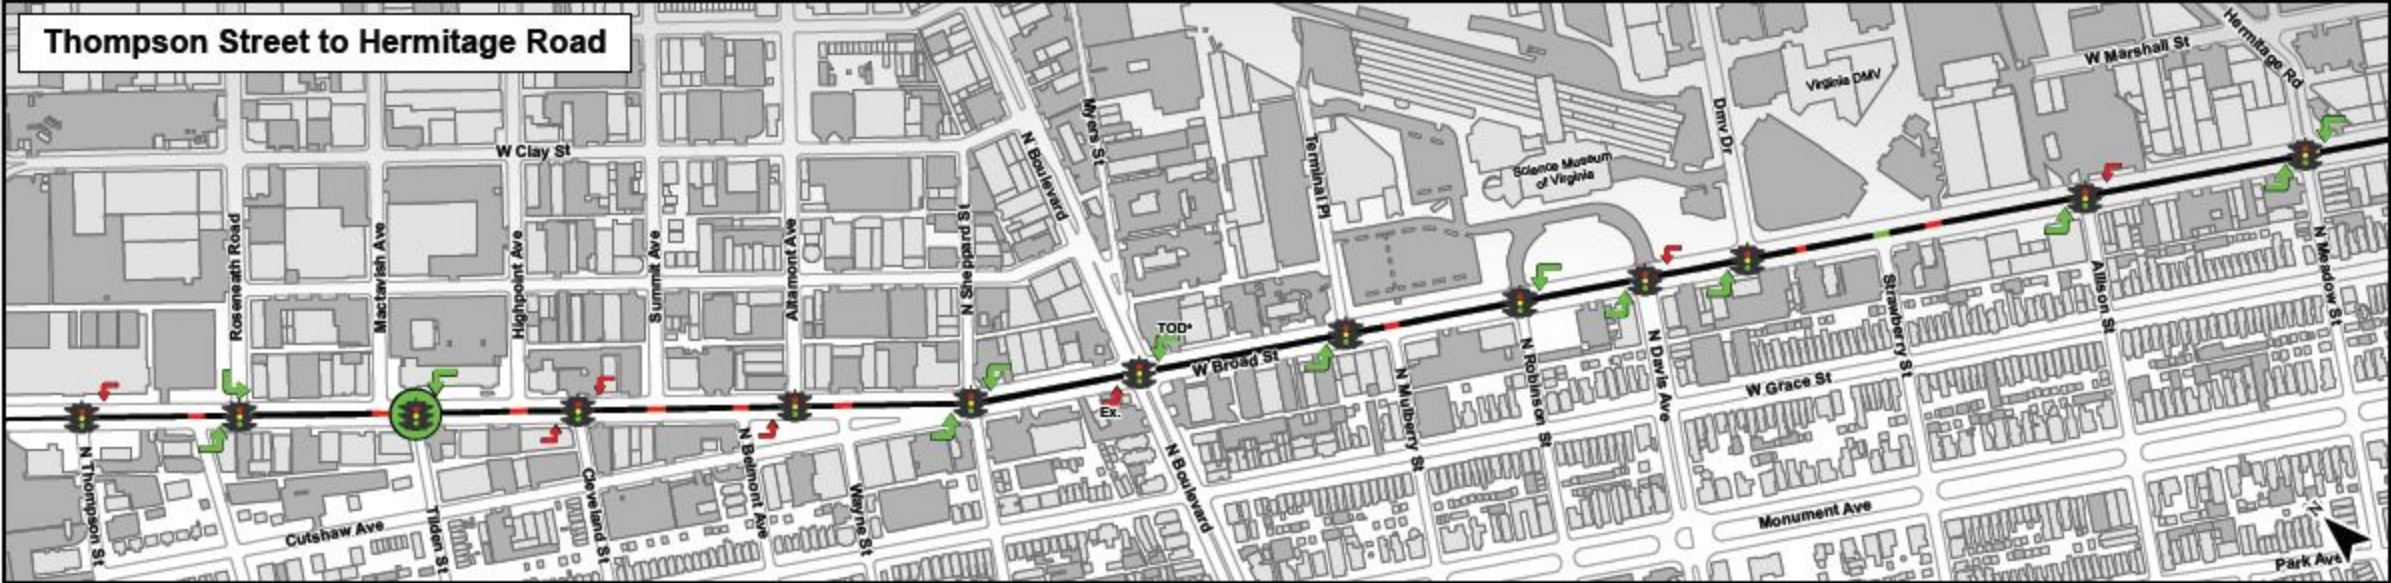 Thompson Street to Hermitage Road
Hermitage Rd
W Marshall St
Virginia DMV
Dmv Dr
Myers St
N Boulevard
Terminal Pl
W Clay St
Science Museum
of Virginia
Roseneath Road
Mactavish Ave
Highpoint Ave
Summit Ave
Altamont Ave
N Sheppard St
TOD*
Ex.
W Broad St
N Thompson St
Cutshaw Ave
Tilden St
Cleveland St
N Belmont Ave
Wayne St
N Boulevard
N Mulberry St
N Robinson St
N Davis Ave
W Grace St
Strawberry St
Allison St
N Meadow St
Monument Ave
N
Park Ave